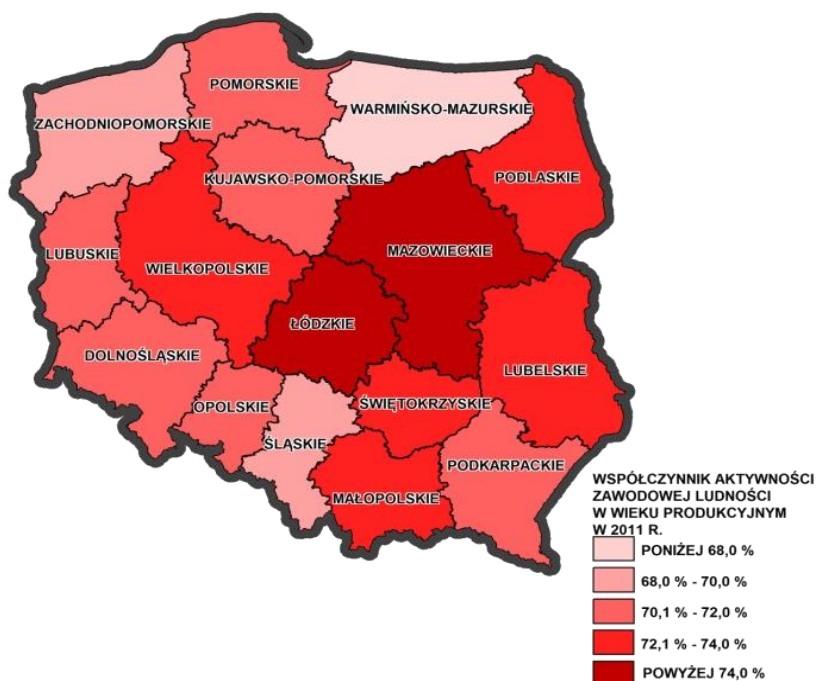 POMORSKIE
WARMIŃSKO-MAZURSKIE
ZACHODNIOPOMORSKIE
KUJAWSKO-POMORSKIE
PODLASKIE
LUBUSKIE
WIELKOPOLSKIE
MAZOWIECKIE
ŁÓDZKIE
DOLNOŚLĄSKIE
LUBELSKIE
OPOLSKIE
ŚWIĘTOKRZYSKIE
ŚLĄSKIE
PODKARPACKIE
MAŁOPOLSKIE
WSPÓŁCZYNNIK AKTYWNOŚCI
ZAWODOWEJ LUDNOŚCI
W WIEKU PRODUKCYJNYM
W 2011 R.
PONIŻEJ 68,0 %
68,0 % - 70,0 %
70,1 % - 72,0 %
72,1 % - 74,0 %
POWYŻEJ 74,0 %